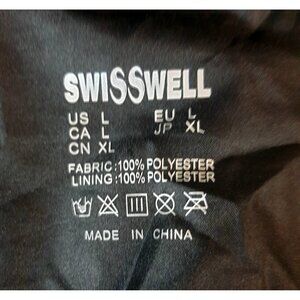 SWISSWELL
US L EU L
CA L JP XL
CN XL
FABRIC:100% POLYESTER
LINING:100% POLYESTER
MADE IN CHINA